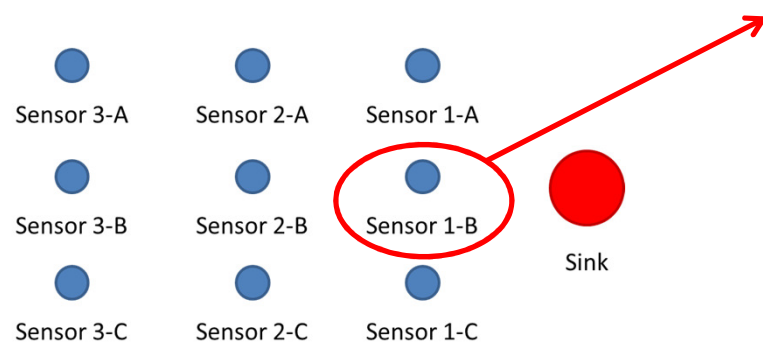 Sensor 3-A Sensor 2-A Sensor 1-A
Sensor 3-B Sensor 2-B Sensor 1-B
Sink
Sensor 3-C Sensor 2-C Sensor 1-C